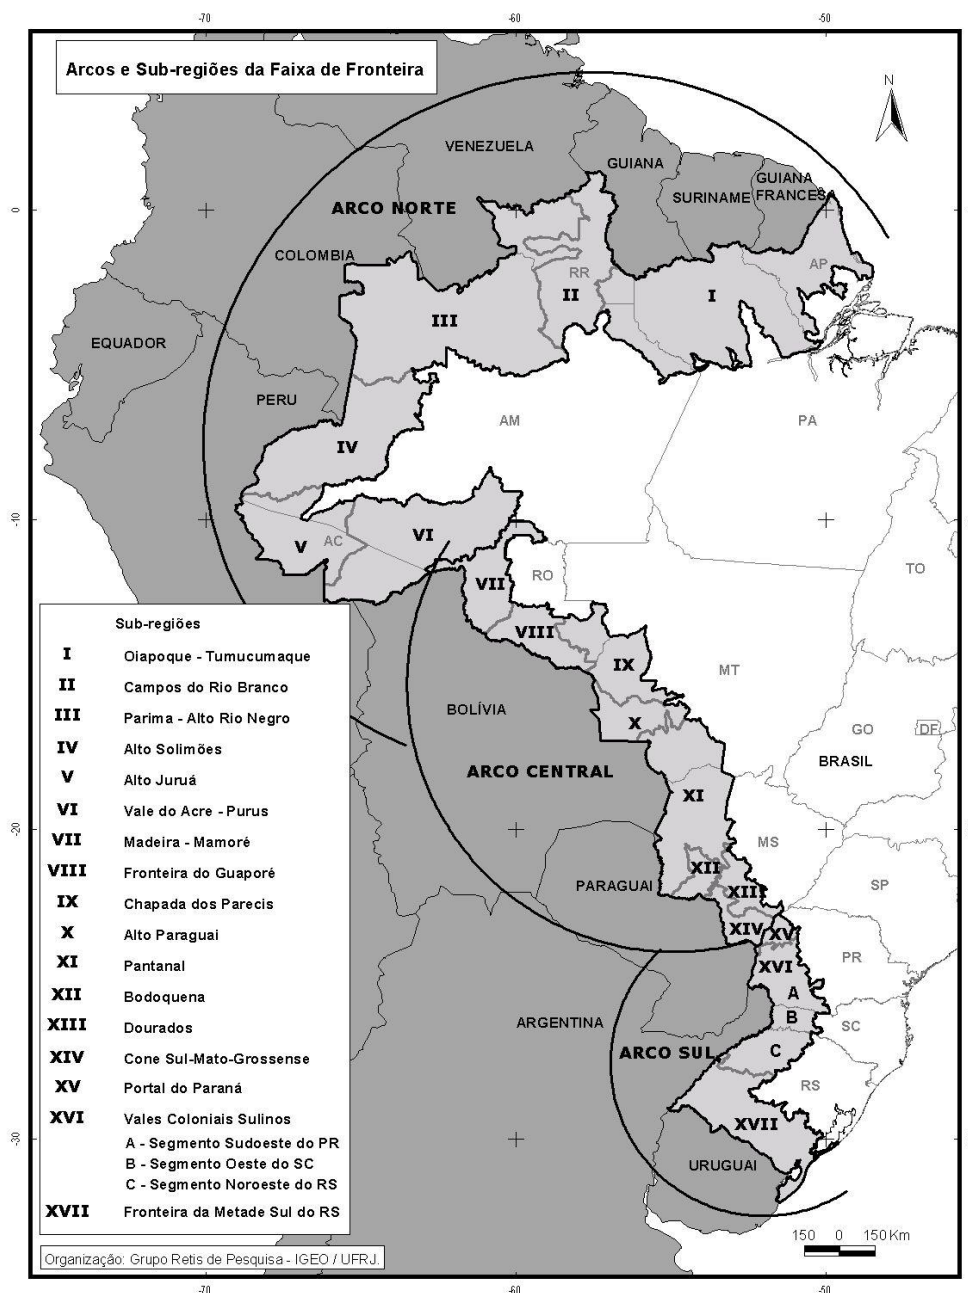 -70 -60 -50
Arcos e Sub-regiões da Faixa de Fronteira
N
VENEZUELA
GUIANA
GUIANA
FRANCESA
SURINAME
0
ARCO NORTE
COLOMBIA
AP
RR
II
I
III
EQUADOR
PERU
AM
PA
IV
-10
VI
V
AC
TO
VII
RO
VIII
IX
MT
BOLÍVIA
X
GO
DF
BRASIL
ARCO CENTRAL
XI
-20
MS
XII
PARAGUAI
XIII
SP
XIV
XV
PR
XVI
A
B
ARGENTINA
SC
ARCO SUL
C
RS
XVII
-30
URUGUAI
Sub-regiões
I Oiapoque - Tumucumaque
II Campos do Rio Branco
III Parima - Alto Rio Negro
IV Alto Solimões
V Alto Juruá
VI Vale do Acre - Purus
VII Madeira - Mamoré
VIII Fronteira do Guaporé
IX Chapada dos Parecis
X Alto Paraguai
XI Pantanal
XII Bodoquena
XIII Dourados
XIV Cone Sul-Mato-Grossense
XV Portal do Paraná
XVI Vales Coloniais Sulinos
A - Segmento Sudoeste do PR
B - Segmento Oeste do SC
C - Segmento Noroeste do RS
XVII Fronteira da Metade Sul do RS
150 0 150 Km
Organização: Grupo Retis de Pesquisa - IGEO / UFRJ.
-70 -60 -50
0
-10
-20
-30